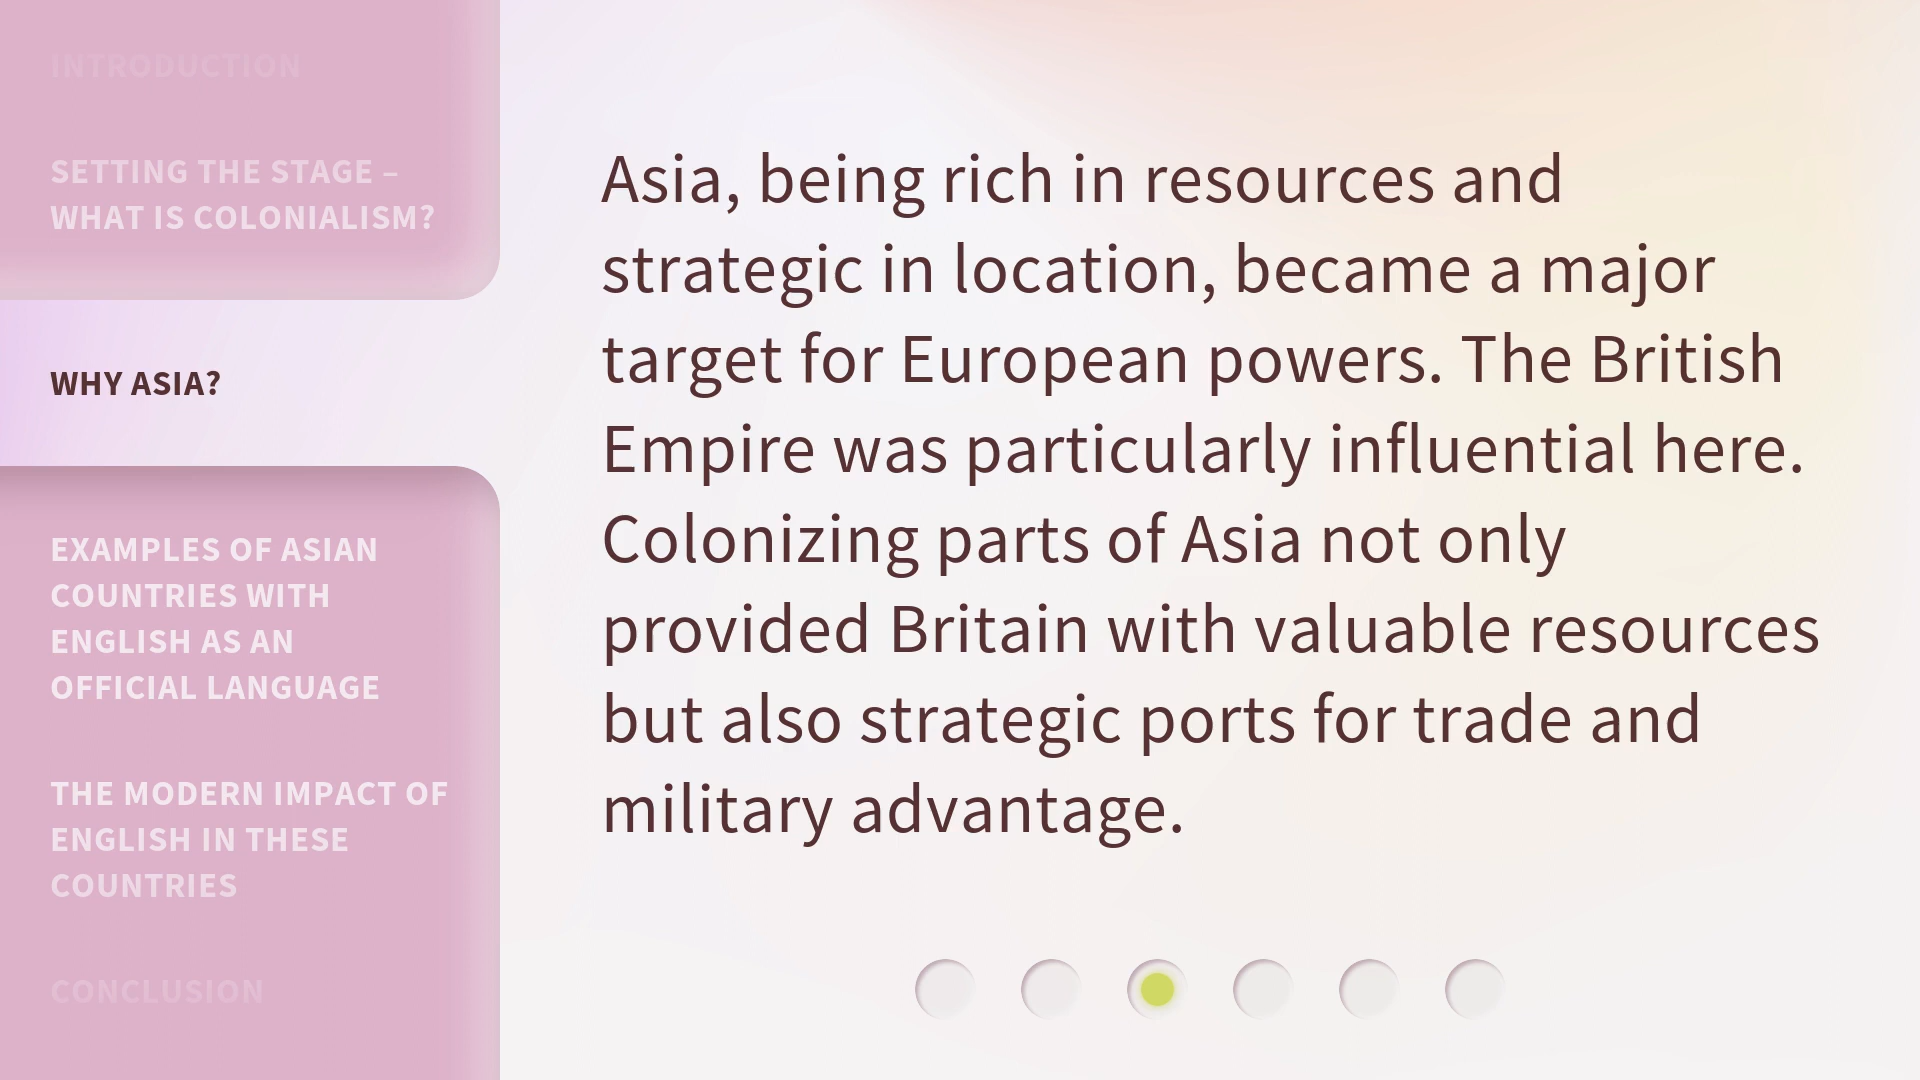 INTRODUCTION
SETTING THE STAGE –
WHAT IS COLONIALISM?
WHY ASIA?
EXAMPLES OF ASIAN
COUNTRIES WITH
ENGLISH AS AN
OFFICIAL LANGUAGE
THE MODERN IMPACT OF
ENGLISH IN THESE
COUNTRIES
CONCLUSION
Asia, being rich in resources and
strategic in location, became a major
target for European powers. The British
Empire was particularly influential here.
Colonizing parts of Asia not only
provided Britain with valuable resources
but also strategic ports for trade and
military advantage.